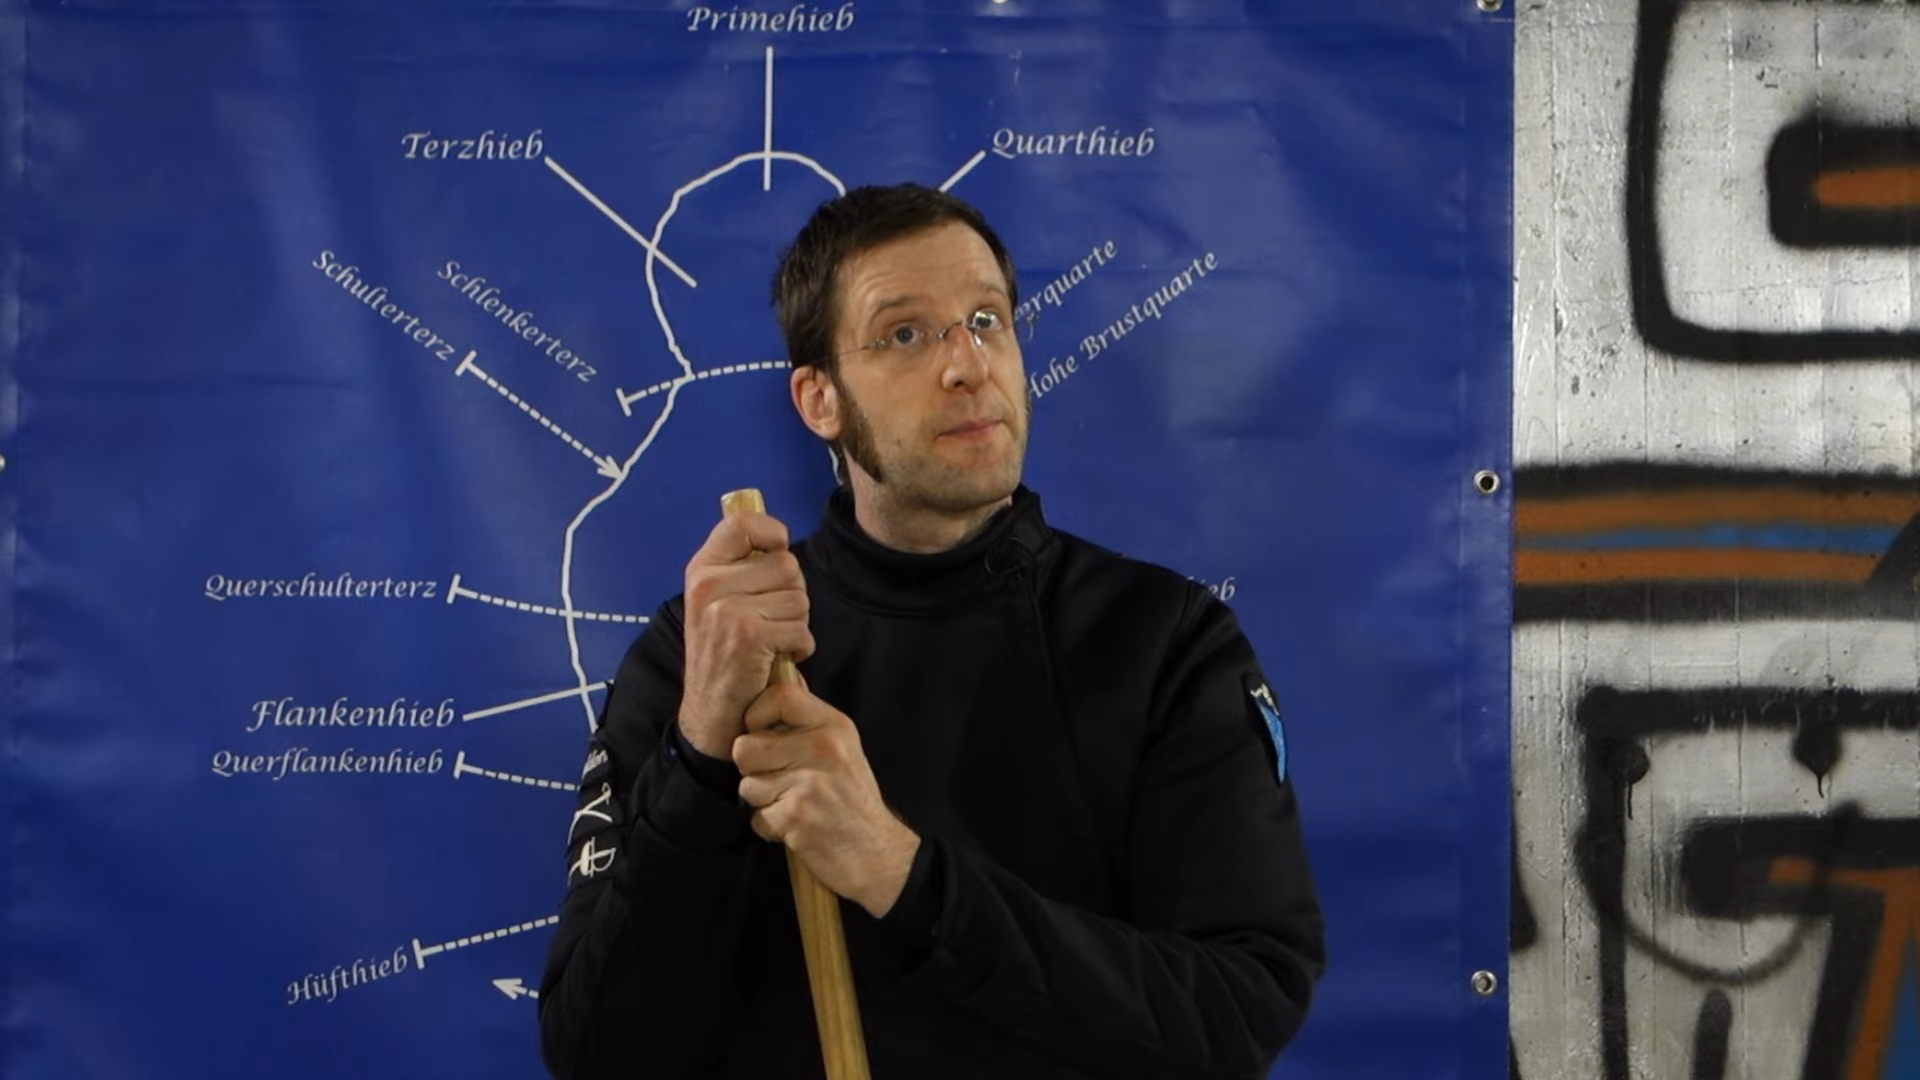 Primehieb
Terzhieb
Quarthieb
Schulterterz
Schlenkerterz
Hohe Brustquarte
Querschulterterz
Flankenhieb
Querflankenhieb
Hüfthieb